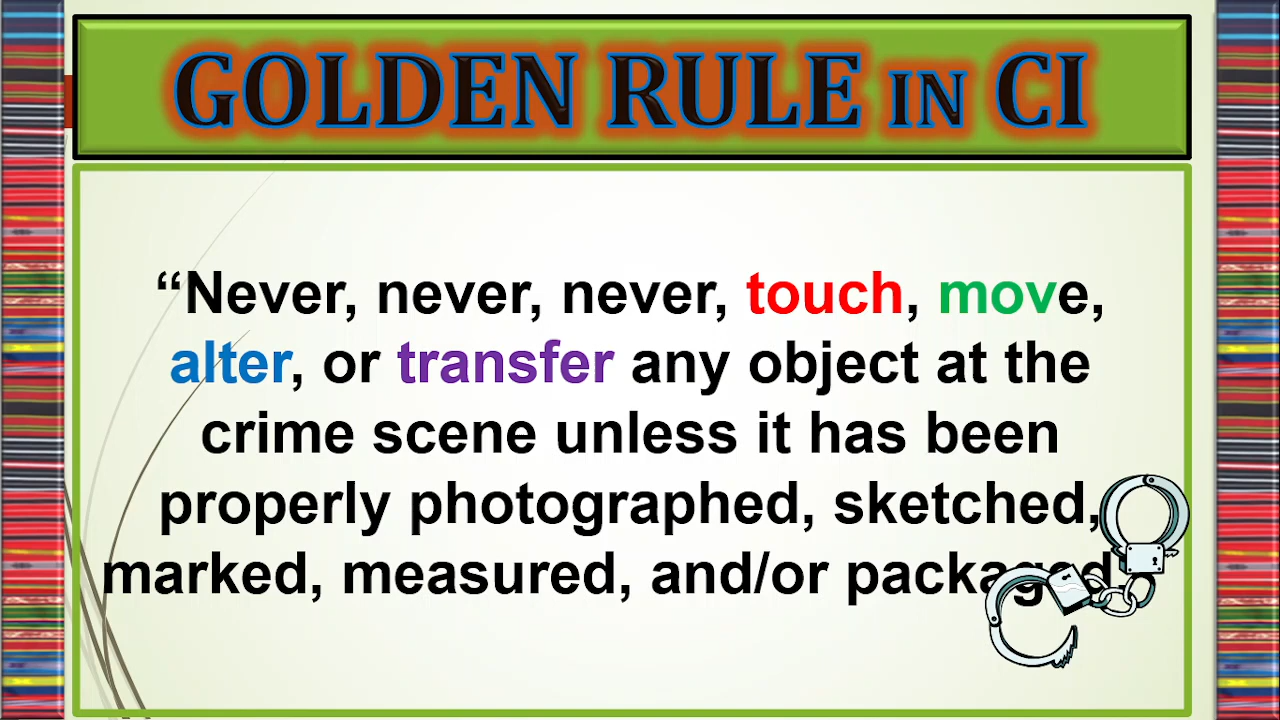 GOLDEN RULE IN CI
“Never, never, never, touch, move,
alter, or transfer any object at the
crime scene unless it has been
properly photographed, sketched,
marked, measured, and/or packaged